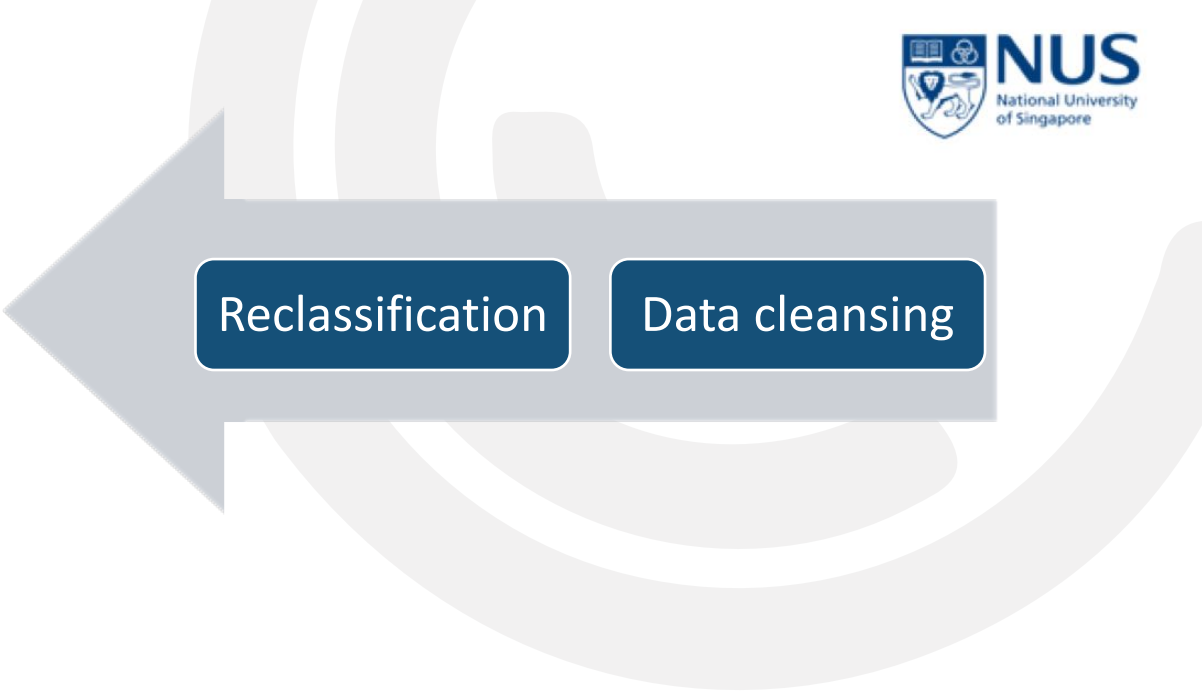 NUS
National University
of Singapore
Reclassification
Data cleansing